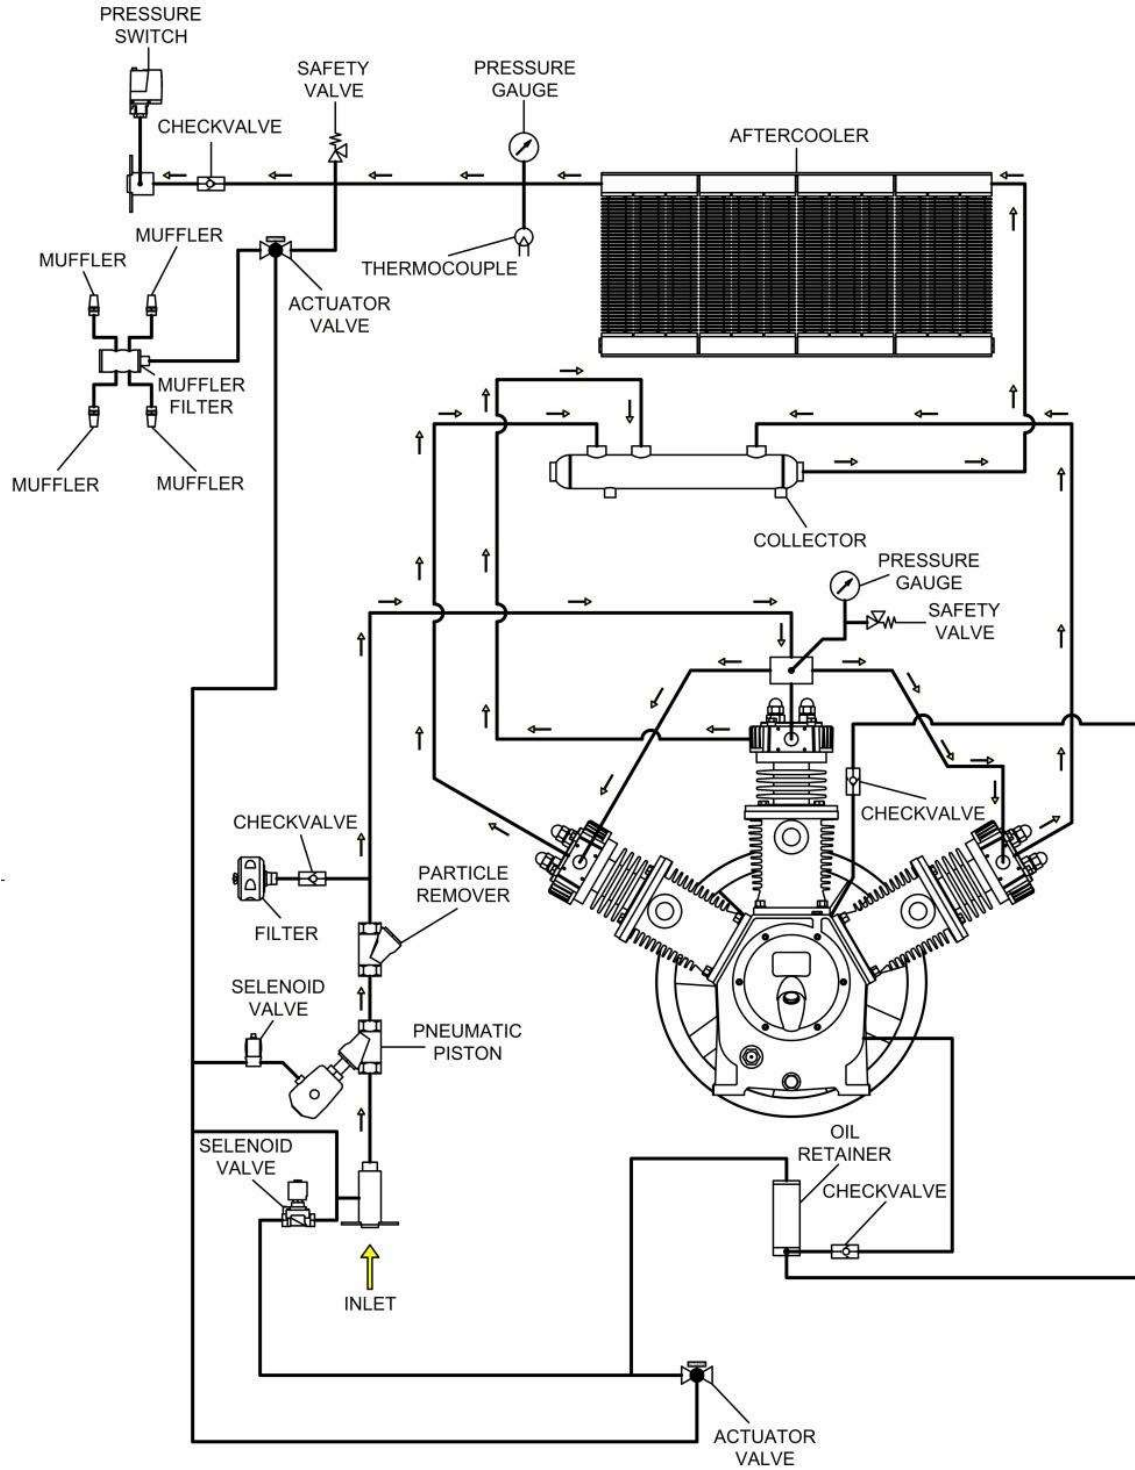 PRESSURE
SWITCH
SAFETY
VALVE
PRESSURE
GAUGE
CHECKVALVE
AFTERCOOLER
MUFFLER
MUFFLER
THERMOCOUPLE
ACTUATOR
VALVE
MUFFLER
FILTER
MUFFLER
MUFFLER
COLLECTOR
PRESSURE
GAUGE
SAFETY
VALVE
CHECKVALVE
CHECKVALVE
PARTICLE
REMOVER
FILTER
SELENOID
VALVE
PNEUMATIC
PISTON
OIL
RETAINER
SELENOID
VALVE
CHECKVALVE
INLET
ACTUATOR
VALVE